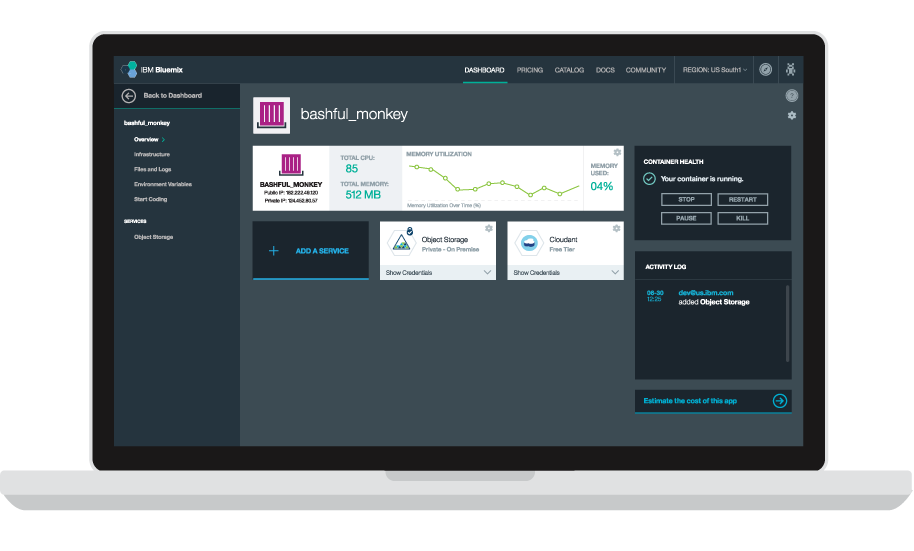 IBM Bluemix
DASHBOARD
PRICING
CATALOG
DOCS
COMMUNITY
REGION: US South1
Back to Dashboard
bashful_monkey
Overview >
Infrastructure
Files and Logs
Environment Variables
Start Coding
SERVICES
Object Storage
bashful_monkey
?
BASHFUL_MONKEY
Public IP: 192.222.48.120
Private IP: 124.452.80.57
TOTAL CPU:
85
TOTAL MEMORY:
512 MB
MEMORY UTILIZATION
Memory Utilization Over Time (%)
MEMORY
USED:
04%
+ ADD A SERVICE
Object Storage
Private - On Premise
Show Credentials
Cloudant
Free Tier
Show Credentials
CONTAINER HEALTH
Your container is running.
STOP
RESTART
PAUSE
KILL
ACTIVITY LOG
06-30
12:25
dev@us.ibm.com
added Object Storage
Estimate the cost of this app